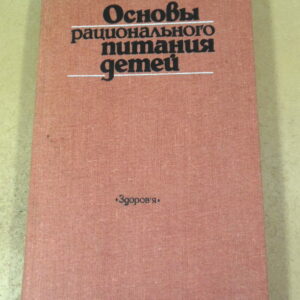 Основы
рационального
питания
детей
«Здоров'я»